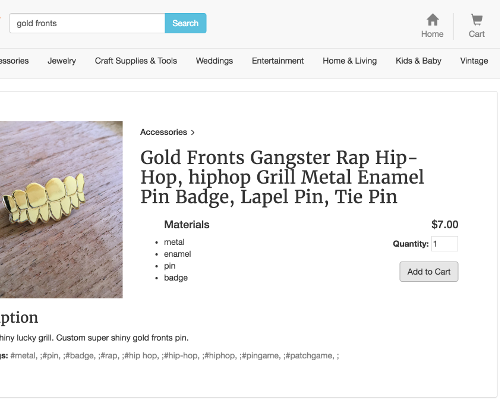 gold fronts Search
Home Cart
essories Jewelry Craft Supplies & Tools Weddings Entertainment Home & Living Kids & Baby Vintage
Accessories >
Gold Fronts Gangster Rap Hip-
Hop, hiphop Grill Metal Enamel
Pin Badge, Lapel Pin, Tie Pin
Materials $7.00
• metal Quantity: 1
• enamel
• pin Add to Cart
• badge
ption
hiny lucky grill. Custom super shiny gold fronts pin.
gs: #metal, ;#pin, ;#badge, ;#rap, ;#hip hop, ;#hip-hop, ;#hiphop, ;#pingame, ;#patchgame, ;